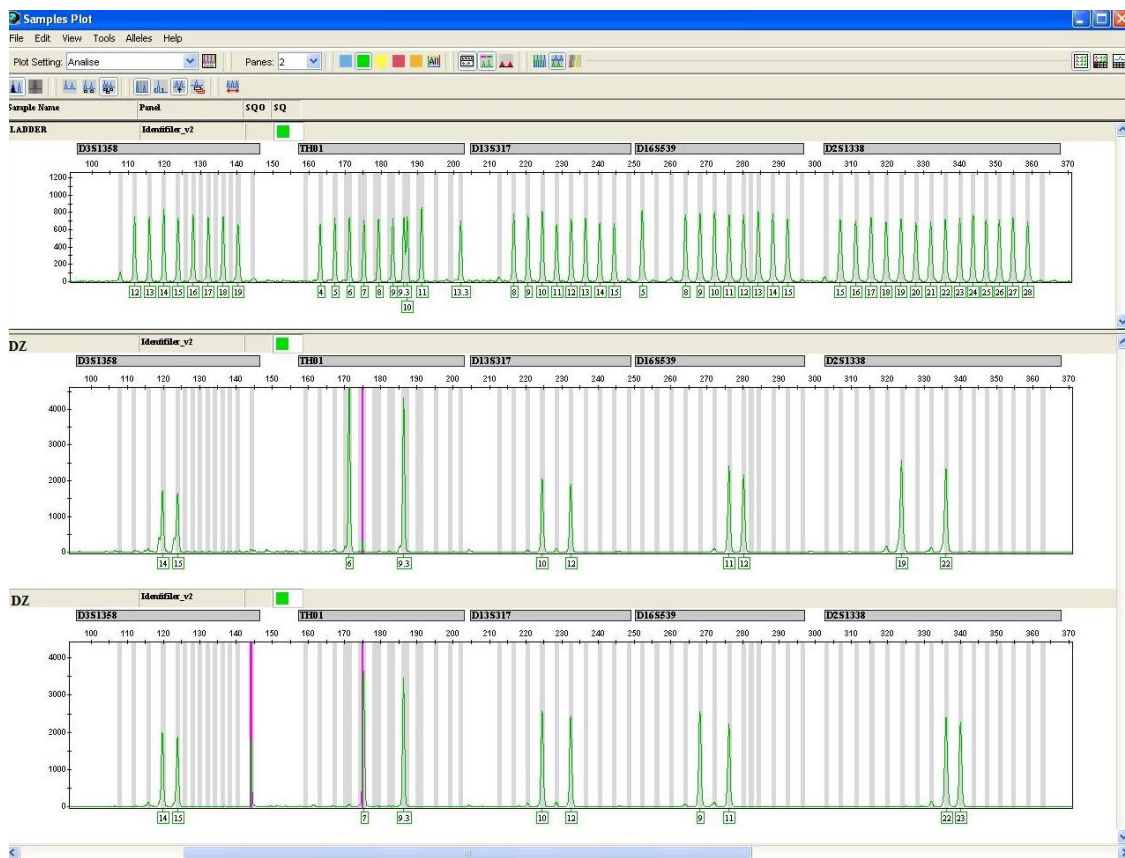 Samples Plot
File Edit View Tools Alleles Help
Plot Setting: Analise Panes: 2 All
Sample Name Panel SQO SQ
LADDER Identifiler_v2
D3S1358 TH01 D13S317 D16S539 D2S1338
100 110 120 130 140 150 160 170 180 190 200 210 220 230 240 250 260 270 280 290 300 310 320 330 340 350 360 370
1200
1000
800
600
400
200
0
12 13 14 15 16 17 18 19 4 5 6 7 8 9 9.3 11 13.3 8 9 10 11 12 13 14 15 5 8 9 10 11 12 13 14 15 15 16 17 18 19 20 21 22 23 24 25 26 27 28
10
DZ Identifiler_v2
D3S1358 TH01 D13S317 D16S539 D2S1338
100 110 120 130 140 150 160 170 180 190 200 210 220 230 240 250 260 270 280 290 300 310 320 330 340 350 360 370
4000
3000
2000
1000
0
14 15 6 9.3 10 12 11 12 19 22
DZ Identifiler_v2
D3S1358 TH01 D13S317 D16S539 D2S1338
100 110 120 130 140 150 160 170 180 190 200 210 220 230 240 250 260 270 280 290 300 310 320 330 340 350 360 370
4000
3000
2000
1000
0
14 15 7 9.3 10 12 9 11 22 23